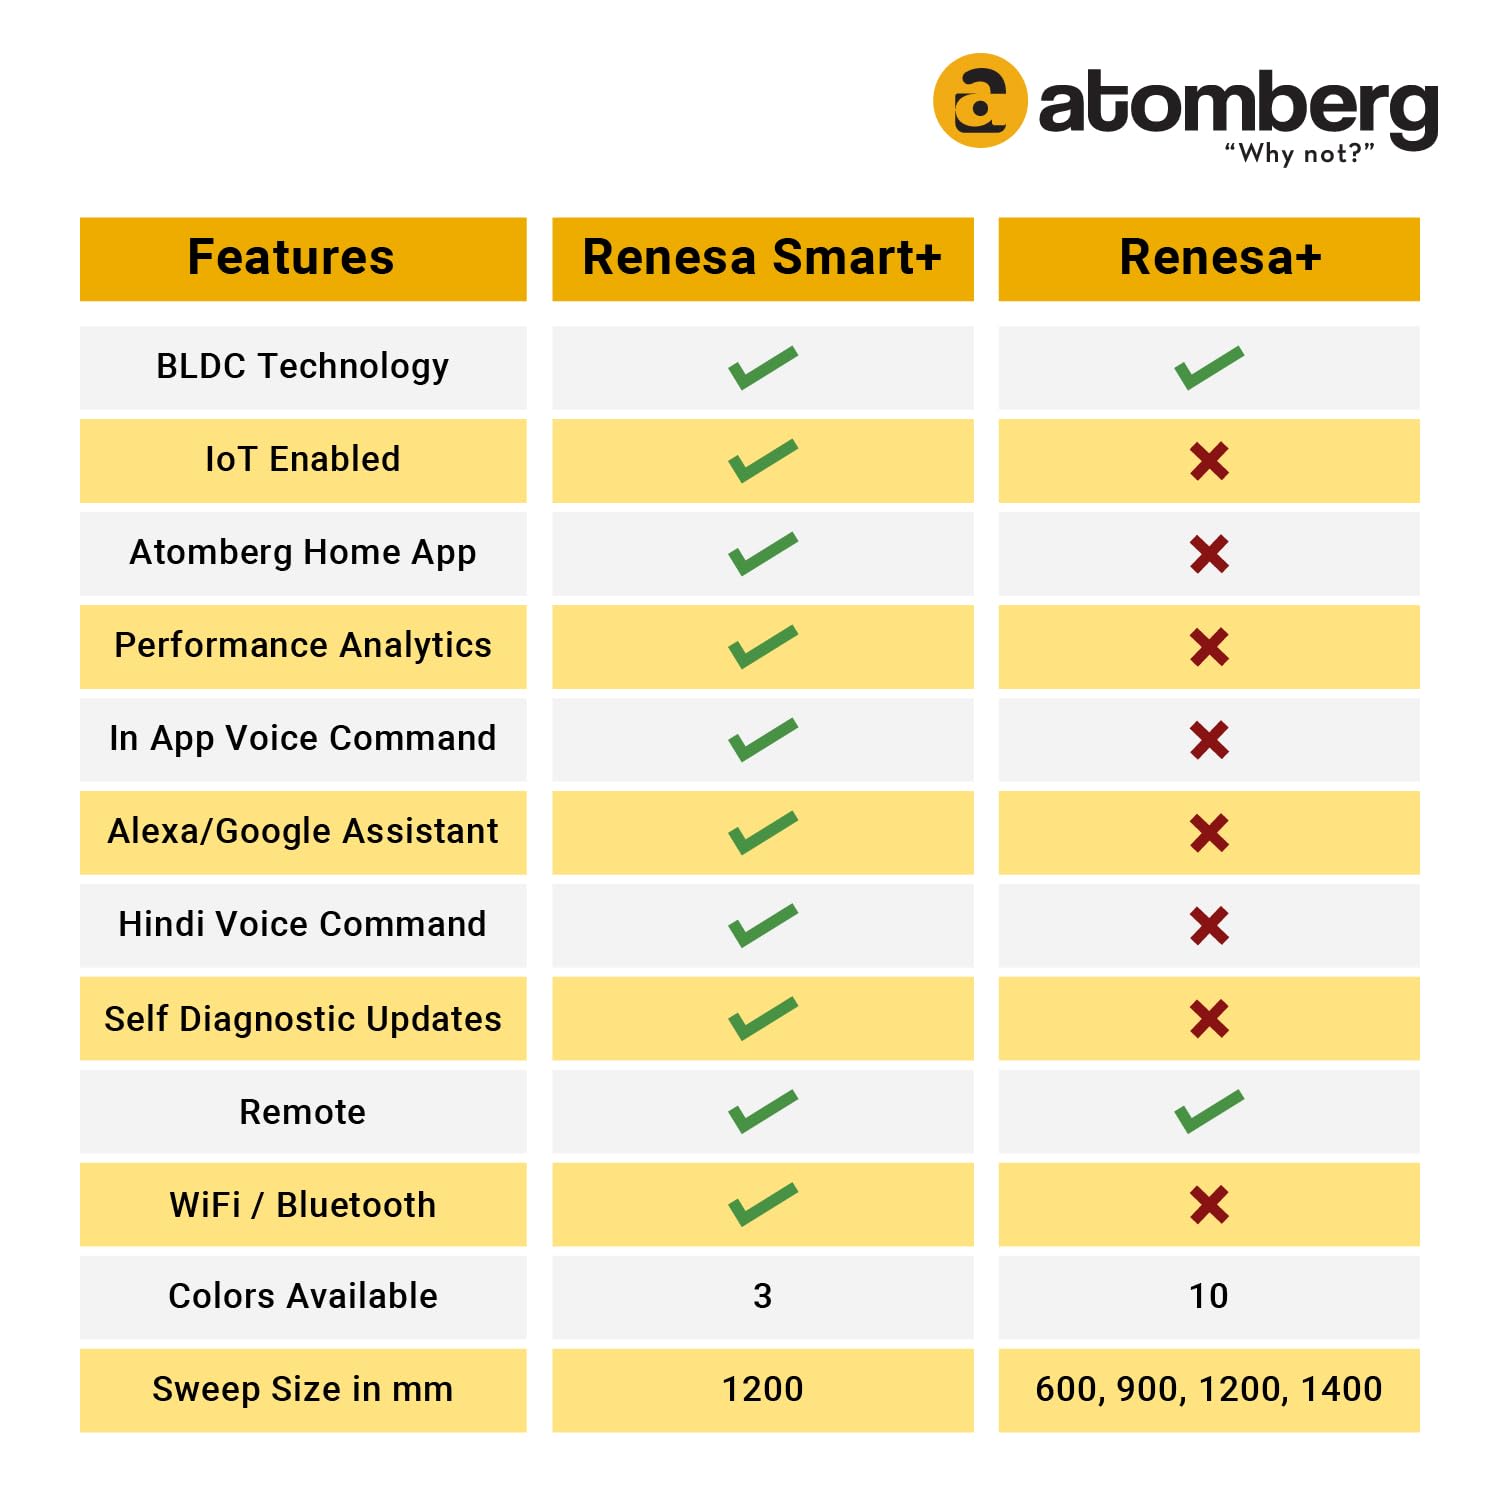 atomberg
“Why not?”
Features Renesa Smart+ Renesa+
BLDC Technology
IoT Enabled
Atomberg Home App
Performance Analytics
In App Voice Command
Alexa/Google Assistant
Hindi Voice Command
Self Diagnostic Updates
Remote
WiFi / Bluetooth
Colors Available 3 10
Sweep Size in mm 1200 600, 900, 1200, 1400